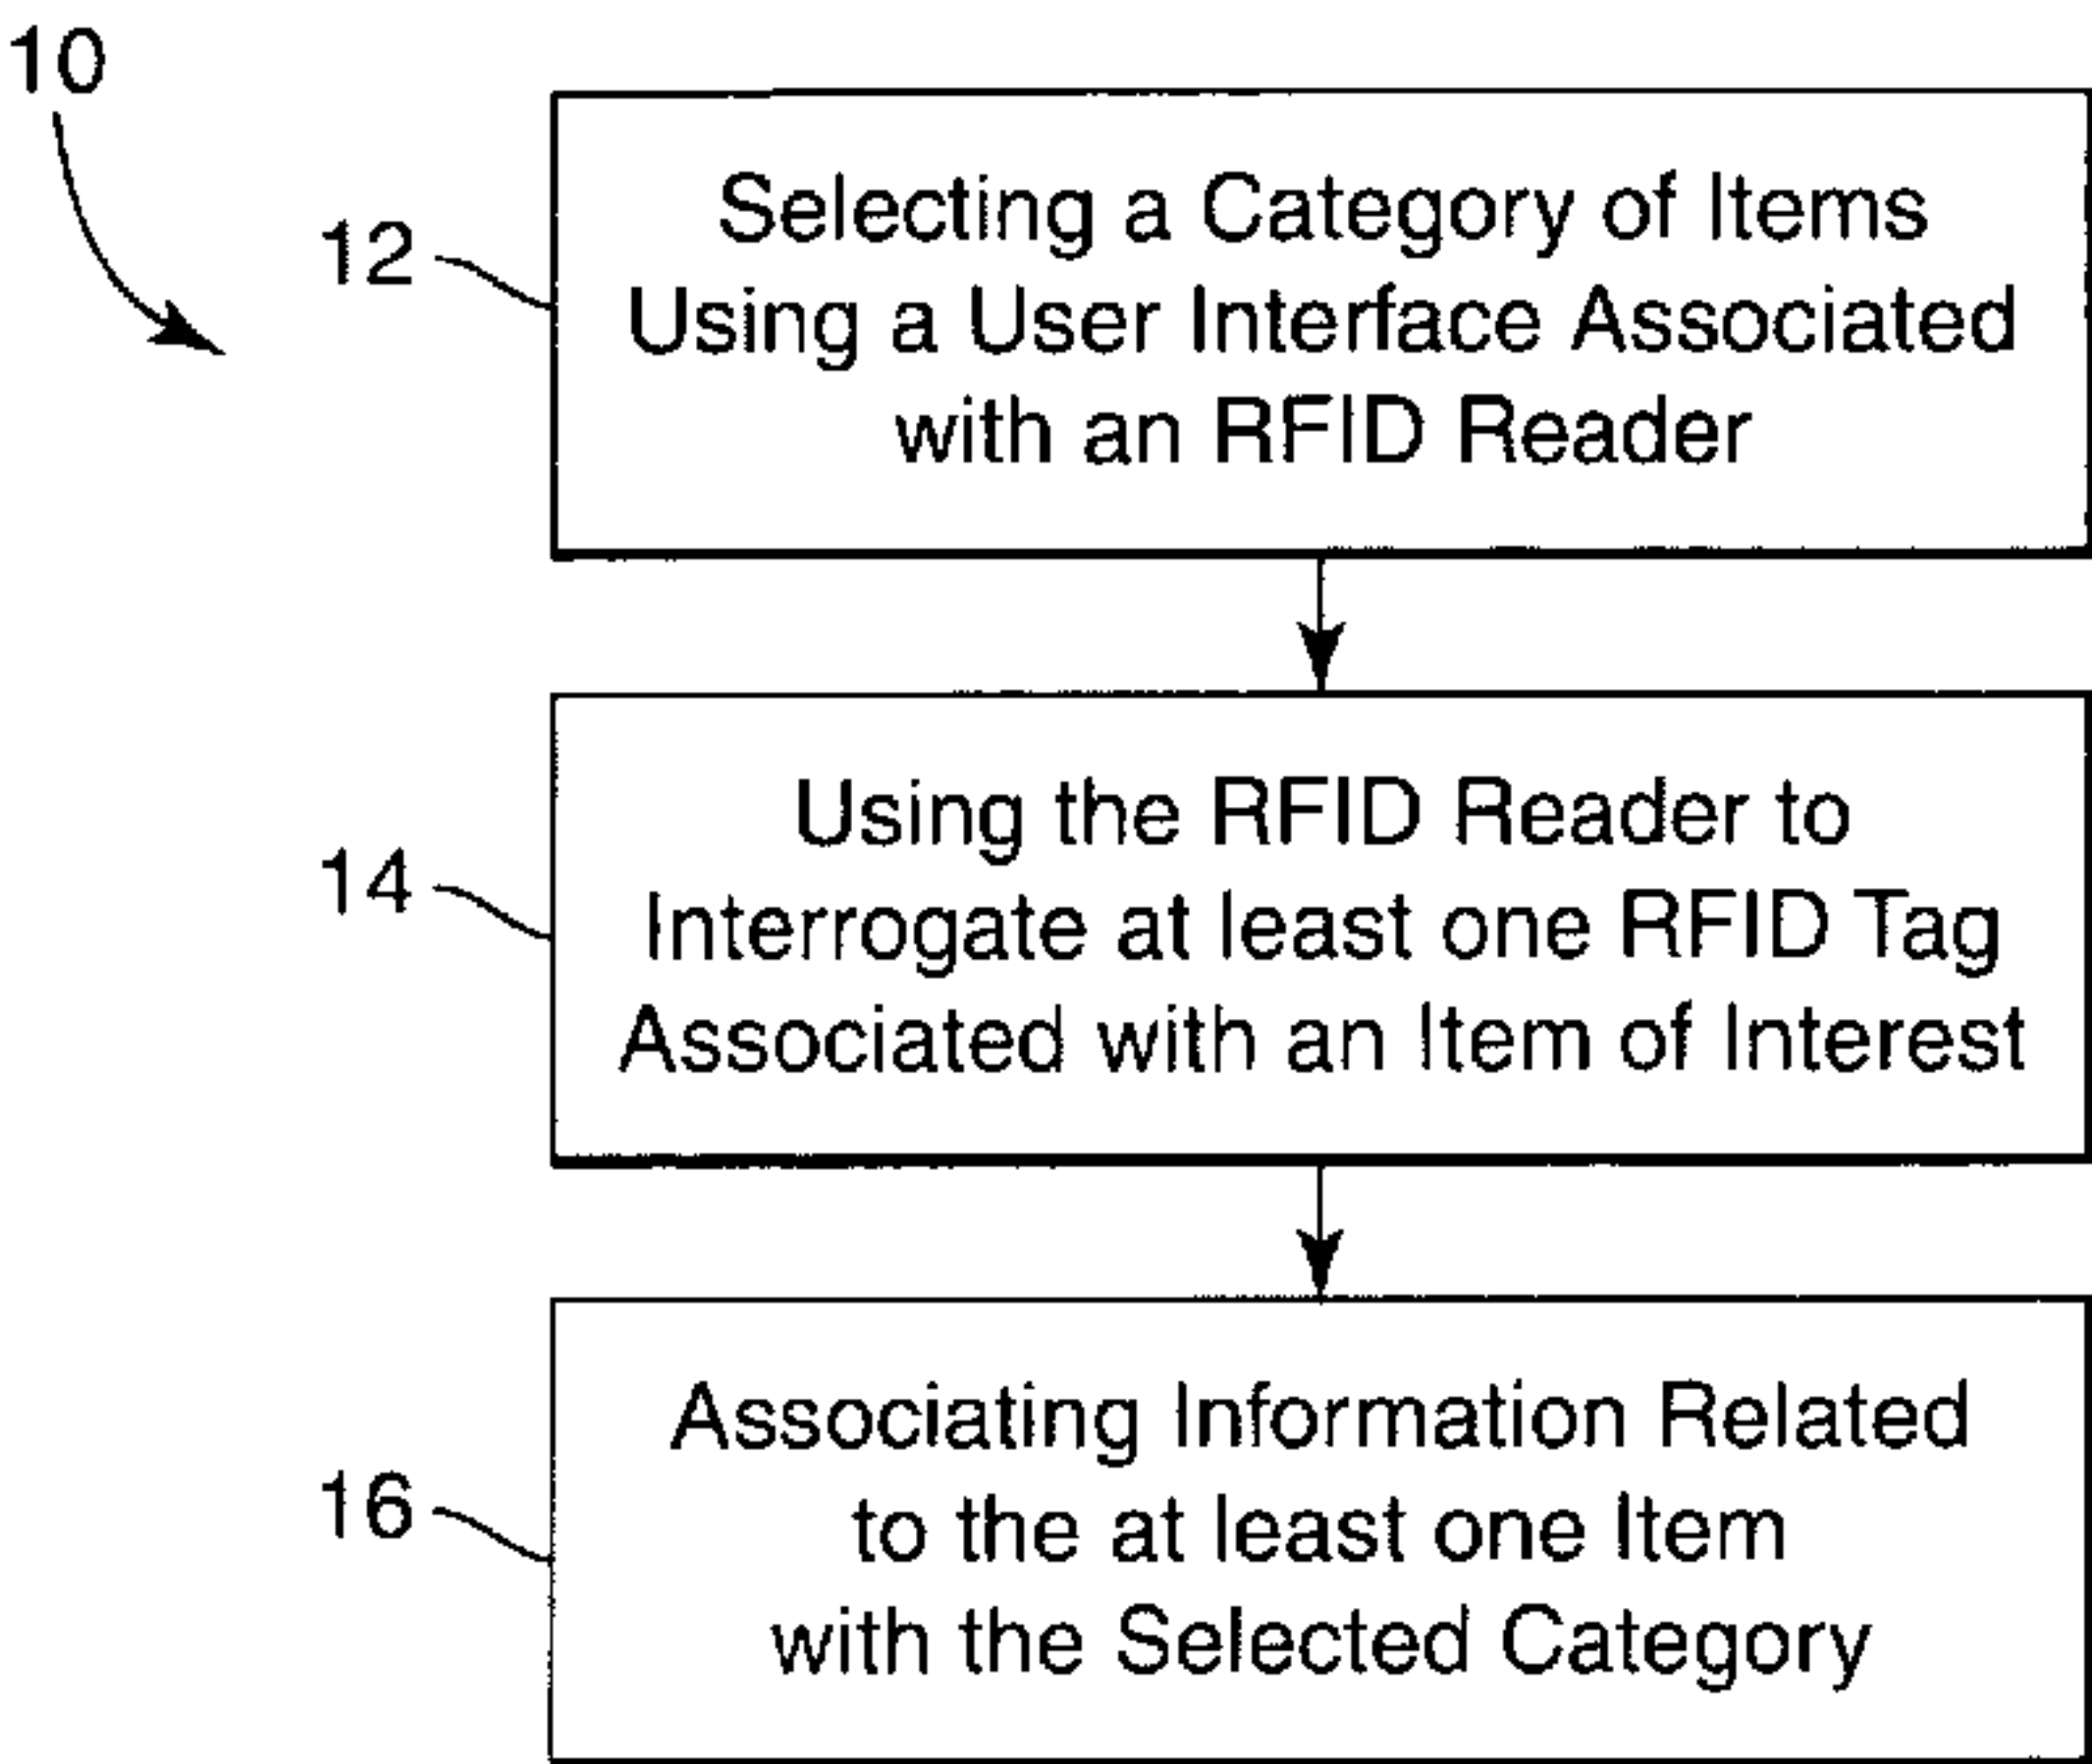 10
12
Selecting a Category of Items
Using a User Interface Associated
with an RFID Reader
14
Using the RFID Reader to
Interrogate at least one RFID Tag
Associated with an Item of Interest
16
Associating Information Related
to the at least one Item
with the Selected Category